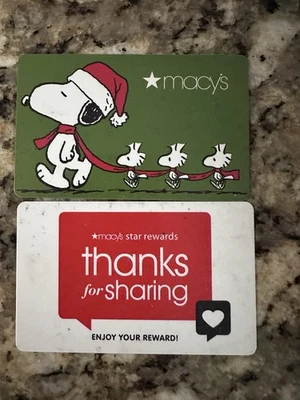 macy's
macy's star rewards
thanks
for sharing
ENJOY YOUR REWARD!